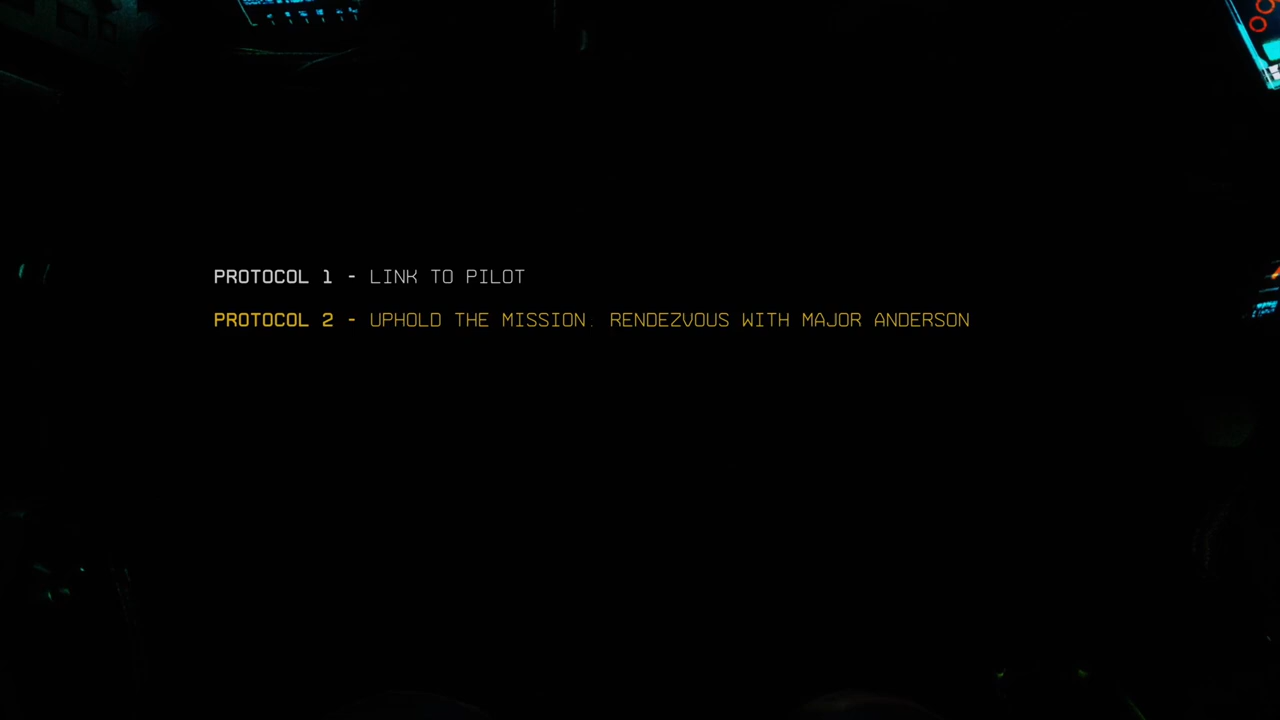 PROTOCOL 1 - LINK TO PILOT
PROTOCOL 2 - UPHOLD THE MISSION. RENDEZVOUS WITH MAJOR ANDERSON